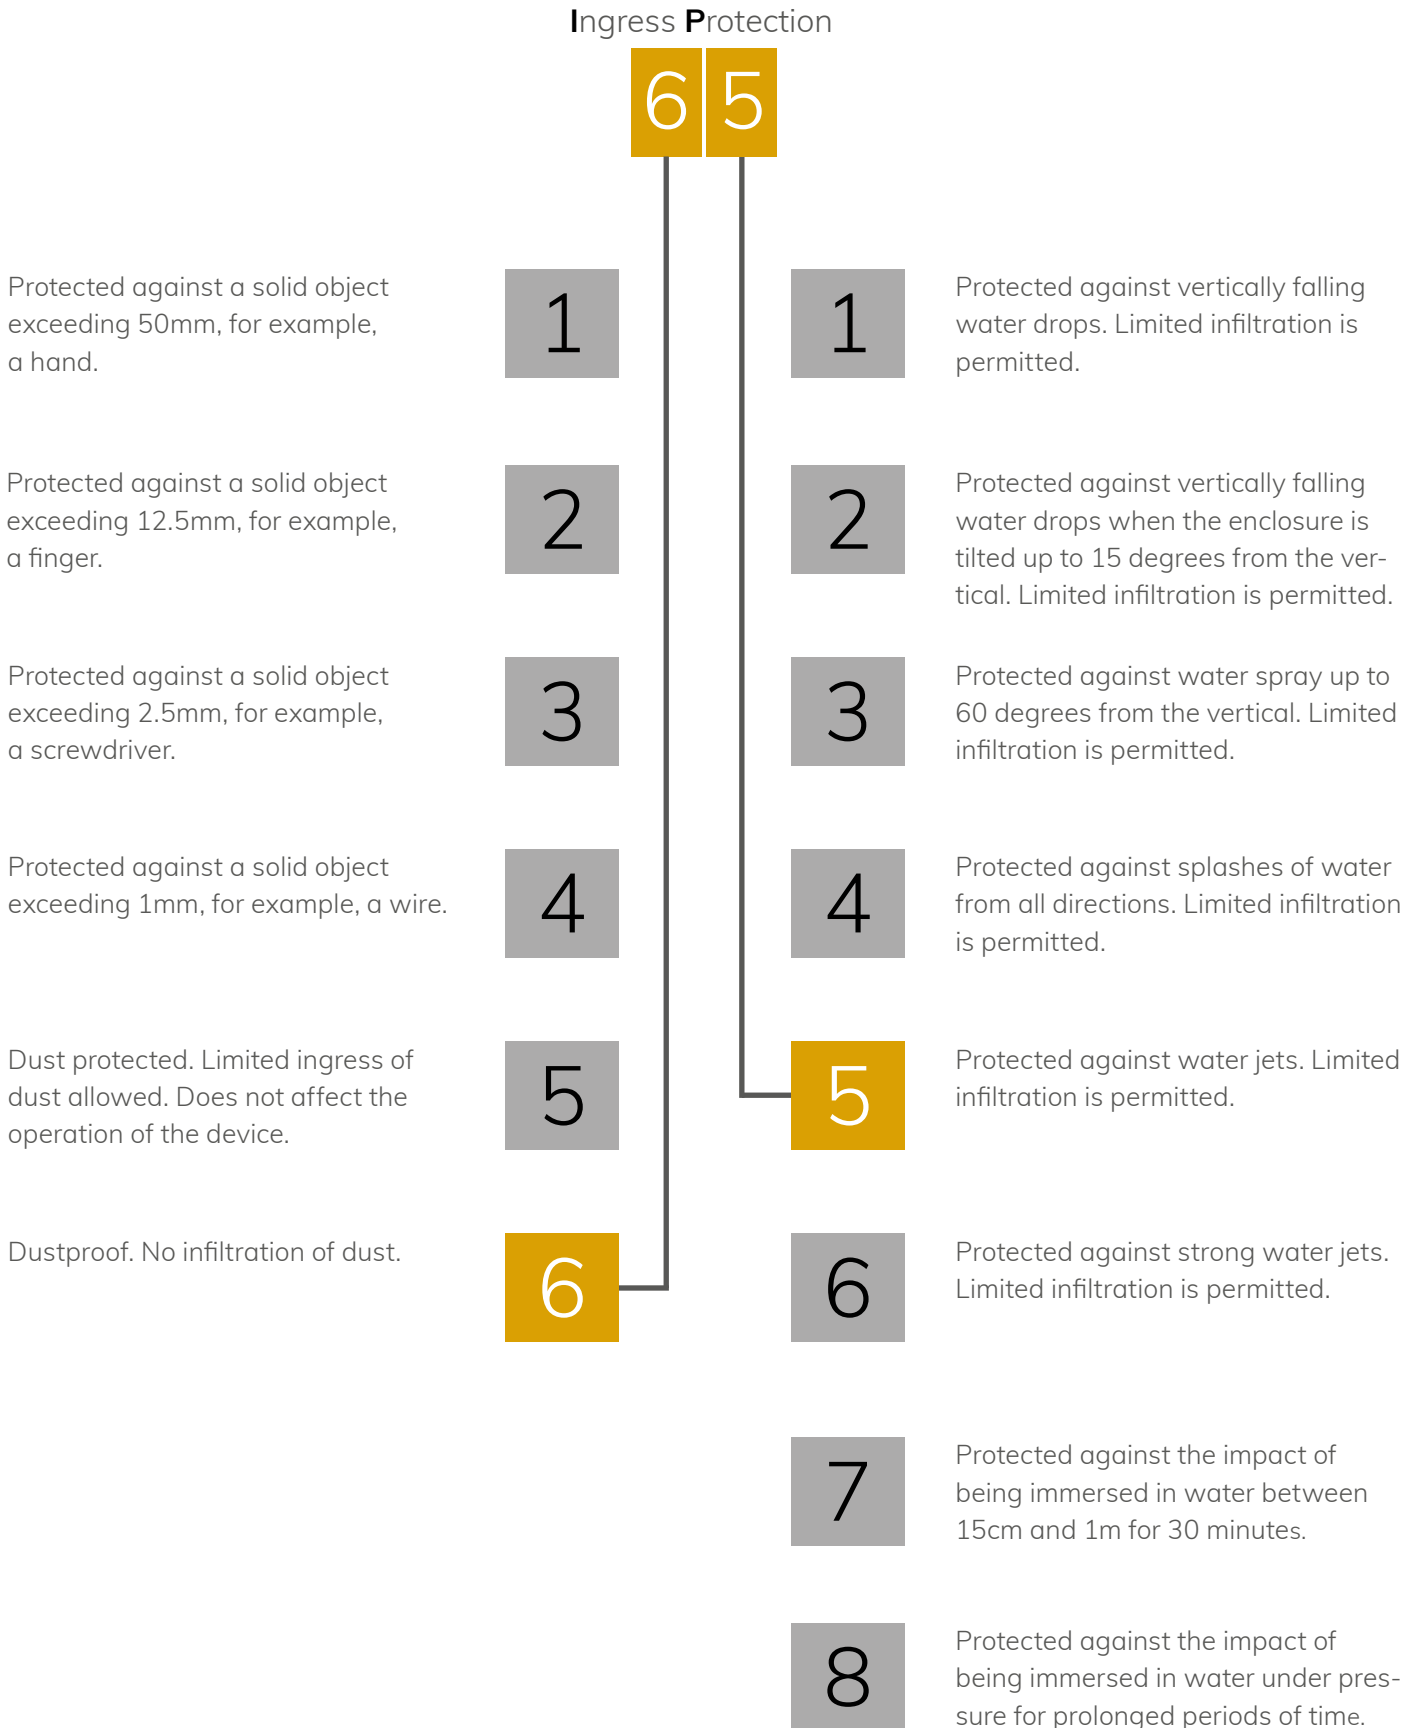 Ingress Protection
6 5
Protected against a solid object
exceeding 50mm, for example,
a hand.
1
1
Protected against vertically falling
water drops. Limited infiltration is
permitted.
Protected against a solid object
exceeding 12.5mm, for example,
a finger.
2
2
Protected against vertically falling
water drops when the enclosure is
tilted up to 15 degrees from the ver-
tical. Limited infiltration is permitted.
Protected against a solid object
exceeding 2.5mm, for example,
a screwdriver.
3
3
Protected against water spray up to
60 degrees from the vertical. Limited
infiltration is permitted.
Protected against a solid object
exceeding 1mm, for example, a wire.
4
4
Protected against splashes of water
from all directions. Limited infiltration
is permitted.
Dust protected. Limited ingress of
dust allowed. Does not affect the
operation of the device.
5
5
Protected against water jets. Limited
infiltration is permitted.
Dustproof. No infiltration of dust.
6
6
Protected against strong water jets.
Limited infiltration is permitted.
7
Protected against the impact of
being immersed in water between
15cm and 1m for 30 minutes.
8
Protected against the impact of
being immersed in water under pres-
sure for prolonged periods of time.